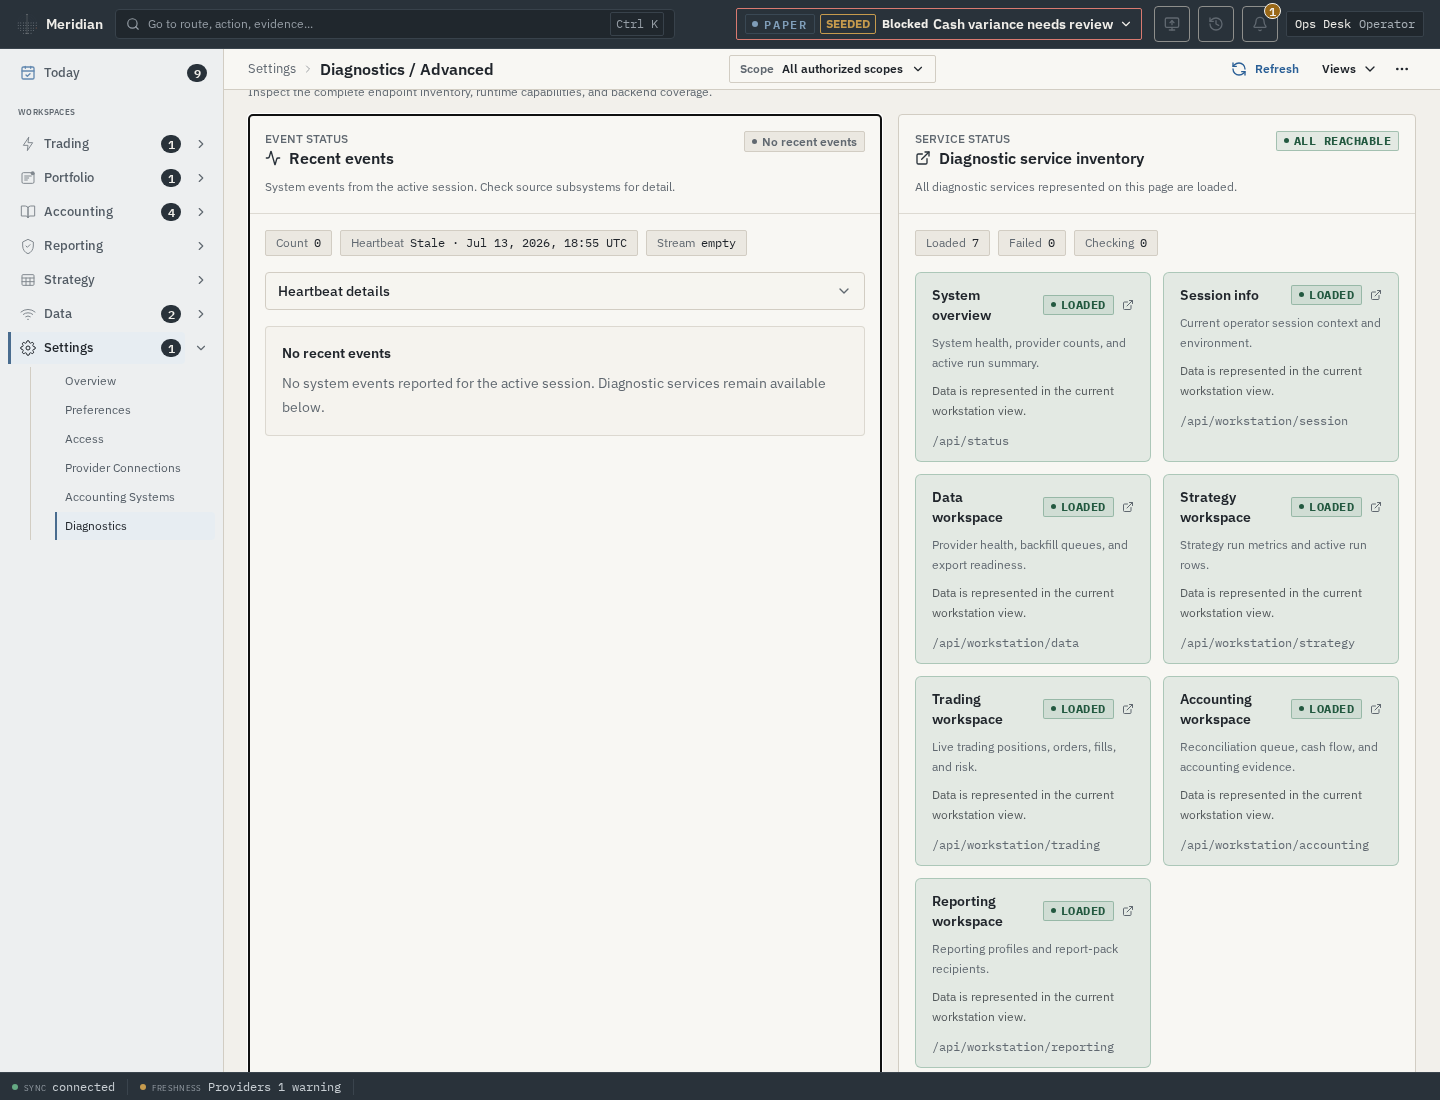 Meridian
Go to route, action, evidence...
Ctrl K
PAPER
SEEDED
Blocked Cash variance needs review
1
Ops Desk Operator
Today
9
WORKSPACES
Trading
1
Portfolio
1
Accounting
4
Reporting
Strategy
Data
2
Settings
1
Overview
Preferences
Access
Provider Connections
Accounting Systems
Diagnostics
Settings
Diagnostics / Advanced
Scope All authorized scopes
Refresh
Views
Inspect the complete endpoint inventory, runtime capabilities, and backend coverage.
EVENT STATUS
Recent events
No recent events
System events from the active session. Check source subsystems for detail.
Count 0
Heartbeat Stale · Jul 13, 2026, 18:55 UTC
Stream empty
Heartbeat details
No recent events
No system events reported for the active session. Diagnostic services remain available
below.
SERVICE STATUS
Diagnostic service inventory
ALL REACHABLE
All diagnostic services represented on this page are loaded.
Loaded 7
Failed 0
Checking 0
System
overview
LOADED
System health, provider counts, and
active run summary.
Data is represented in the current
workstation view.
/api/status
Session info
LOADED
Current operator session context and
environment.
Data is represented in the current
workstation view.
/api/workstation/session
Data
workspace
LOADED
Provider health, backfill queues, and
export readiness.
Data is represented in the current
workstation view.
/api/workstation/data
Strategy
workspace
LOADED
Strategy run metrics and active run
rows.
Data is represented in the current
workstation view.
/api/workstation/strategy
Trading
workspace
LOADED
Live trading positions, orders, fills,
and risk.
Data is represented in the current
workstation view.
/api/workstation/trading
Accounting
workspace
LOADED
Reconciliation queue, cash flow, and
accounting evidence.
Data is represented in the current
workstation view.
/api/workstation/accounting
Reporting
workspace
LOADED
Reporting profiles and report-pack
recipients.
Data is represented in the current
workstation view.
/api/workstation/reporting
SYNC connected
FRESHNESS Providers 1 warning